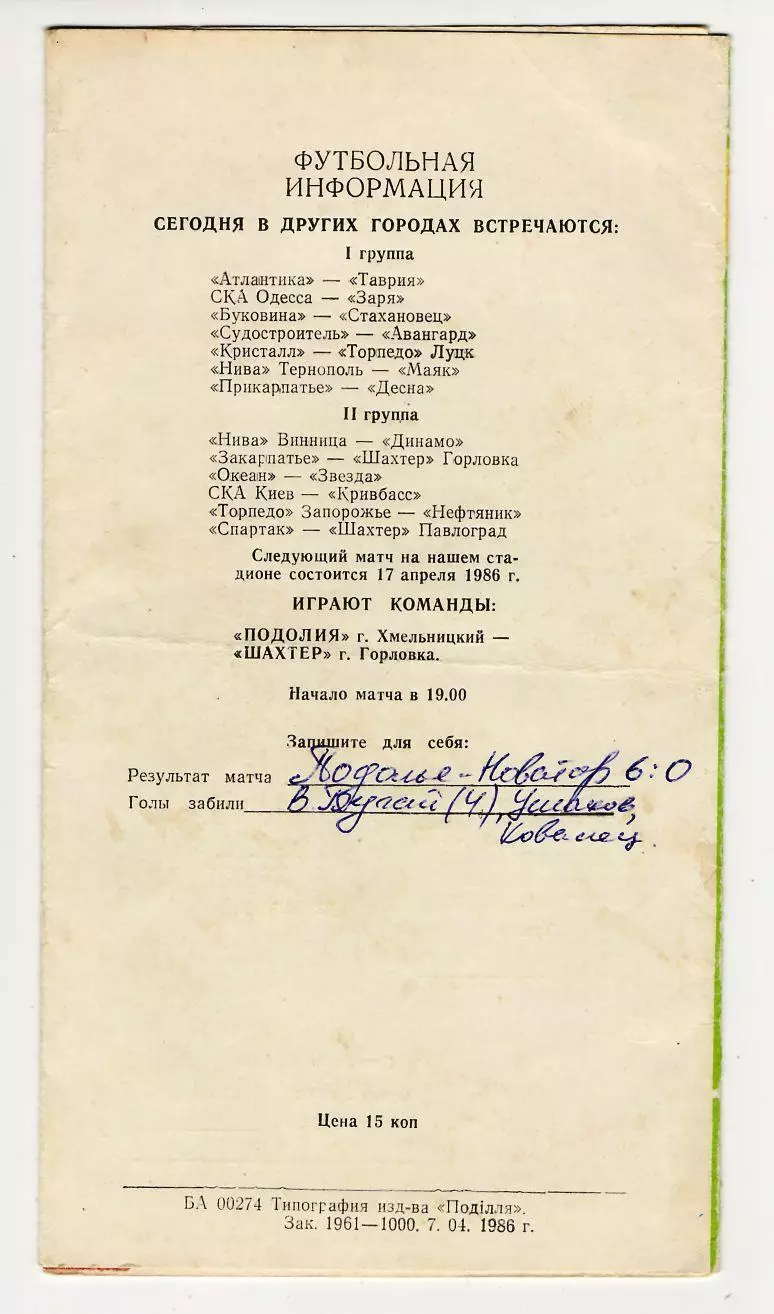 ФУТБОЛЬНАЯ
ИНФОРМАЦИЯ
СЕГОДНЯ В ДРУГИХ ГОРОДАХ ВСТРЕЧАЮТСЯ:
I группа
«Атлантика» — «Таврия»
СКА Одесса — «Заря»
«Буковина» — «Стахановец»
«Судостроитель» — «Авангард»
«Кристалл» — «Торпедо» Луцк
«Нива» Тернополь — «Маяк»
«Прикарпатье» — «Десна»
II группа
«Нива» Винница — «Динамо»
«Закарпатье» — «Шахтер» Горловка
«Океан» — «Звезда»
СКА Киев — «Кривбасс»
«Торпедо» Запорожье — «Нефтяник»
«Спартак» — «Шахтер» Павлоград
Следующий матч на нашем ста-
дионе состоится 17 апреля 1986 г.
ИГРАЮТ КОМАНДЫ:
«ПОДОЛИЯ» г. Хмельницкий —
«ШАХТЕР» г. Горловка.
Начало матча в 19.00
Запишите для себя:
Результат матча Подолье - Новатор 6:0
Голы забили В (4), Ушаков,
Ковалец.
Цена 15 коп
БА 00274 Типография изд-ва «Поділля».
Зак. 1961—1000. 7. 04. 1986 г.